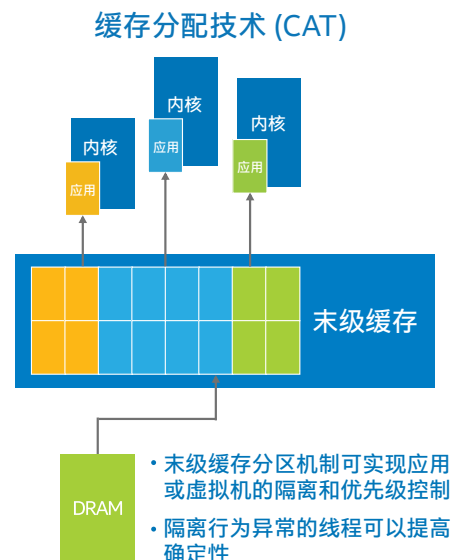 缓存分配技术 (CAT)
内核
内核
内核
应用
应用
应用
末级缓存
DRAM
• 末级缓存分区机制可实现应用
或虚拟机的隔离和优先级控制
• 隔离行为异常的线程可以提高
确定性